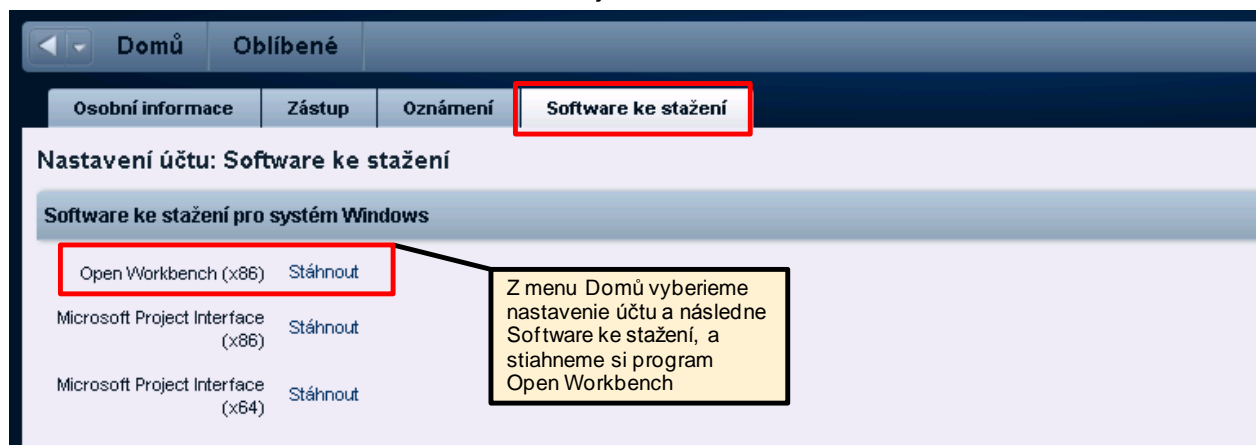 Domů Oblíbené
Osobní informace Zástup Oznámení Software ke stažení
Nastavení účtu: Software ke stažení
Software ke stažení pro systém Windows
Open Workbench (x86) Stáhnout
Microsoft Project Interface
(x86) Stáhnout
Microsoft Project Interface
(x64) Stáhnout
Z menu Domů vyberieme
nastavenie účtu a následne
Software ke stažení, a
stiahneme si program
Open Workbench